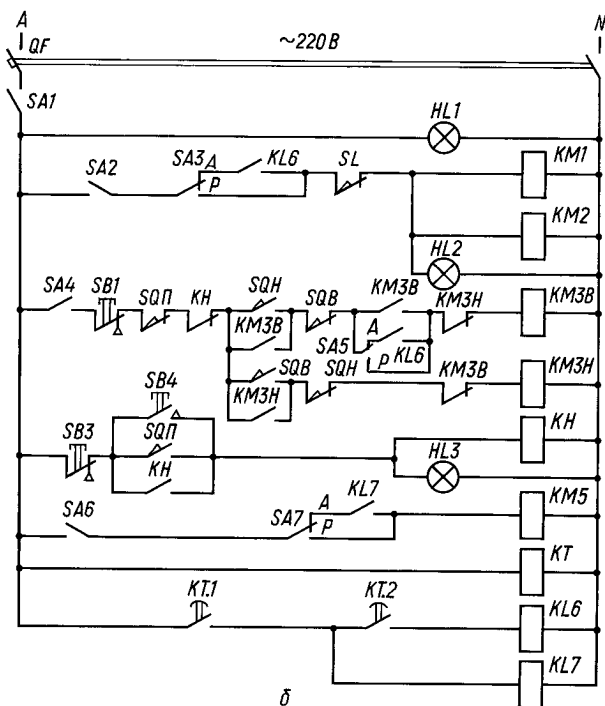 A
N
QF
~220 В
SA1
HL1
SA2
SA3
A
P
KL6
SL
KM1
KM2
HL2
SA4
SB1
SQП
KH
SQH
SQB
KM3B
KM3H
KM3B
KM3B
SA5
A
P
KL6
SQB
SQH
KM3B
KM3H
KM3H
SB4
SB3
SQП
KH
KH
HL3
SA6
SA7
A
P
KL7
KM5
KT
KT.1
KT.2
KL6
KL7
б